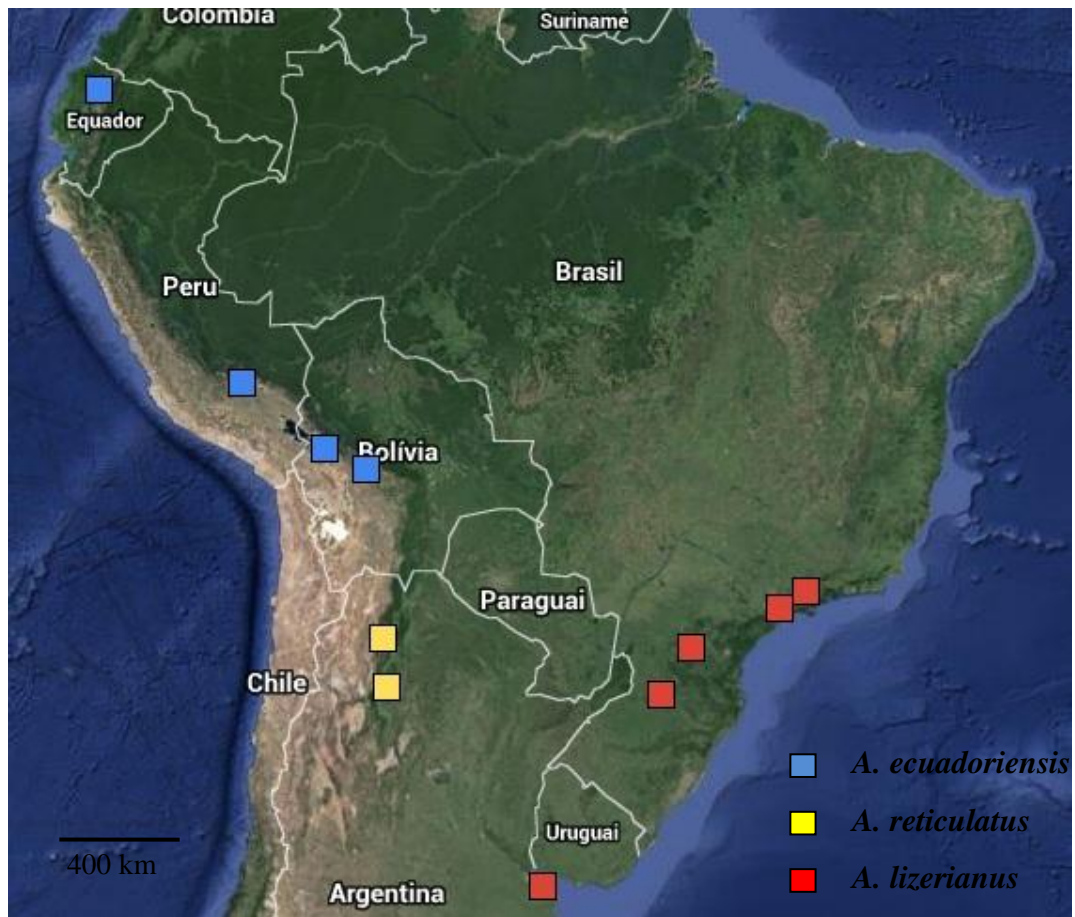 Colombia
Suriname
Equador
Peru
Brasil
Bolívia
Paraguai
Chile
A. ecuadoriensis
A. reticulatus
Uruguai
400 km
A. lizerianus
Argentina